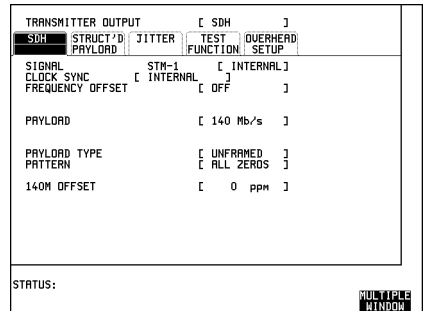 TRANSMITTER OUTPUT [ SDH ]
SDH STRUCT'D PAYLOAD JITTER TEST FUNCTION OVERHEAD SETUP
SIGNAL STM-1 [ INTERNAL]
CLOCK SYNC [ INTERNAL ]
FREQUENCY OFFSET [ OFF ]
PAYLOAD [ 140 Mb/s ]
PAYLOAD TYPE [ UNFRAMED ]
PATTERN [ ALL ZEROS ]
140M OFFSET [ 0 PPM ]
STATUS:
MULTIPLE
WINDOW